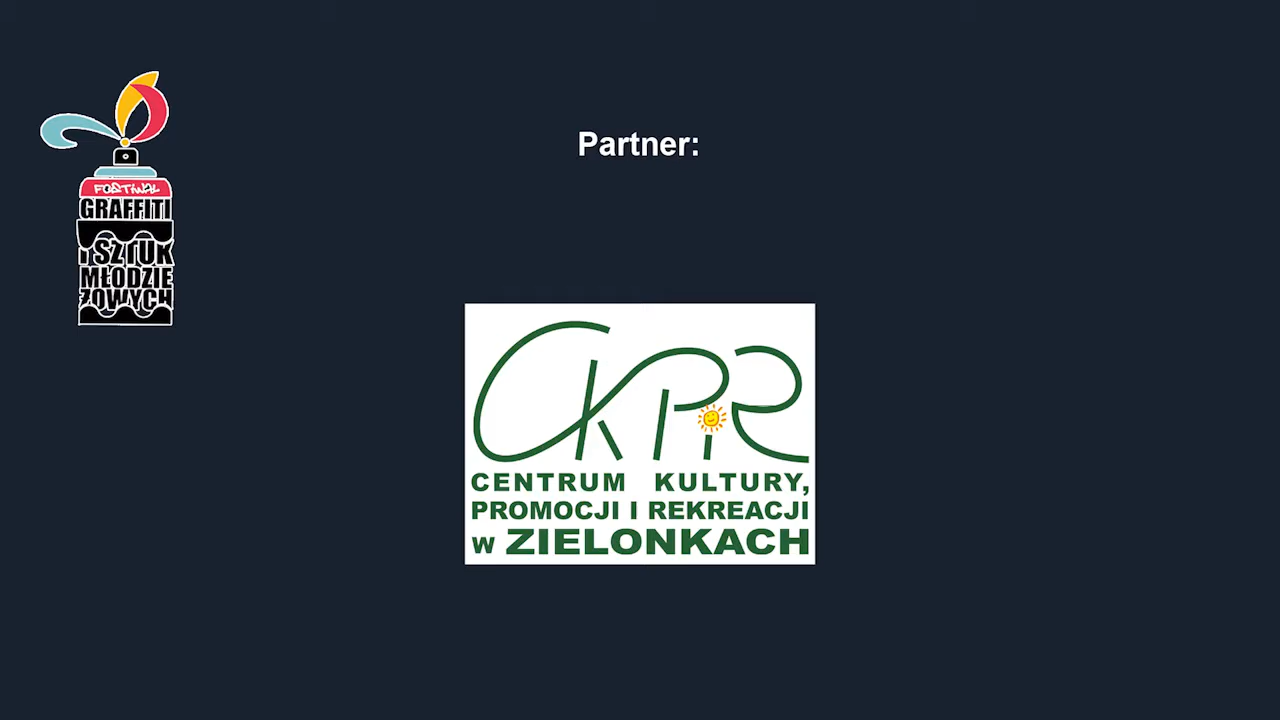 FESTIWAL
GRAFFITI
I SZTUK
MŁODZIE
ŻOWYCH
Partner:
CKPiR
CENTRUM KULTURY,
PROMOCJI I REKREACJI
w ZIELONKACH